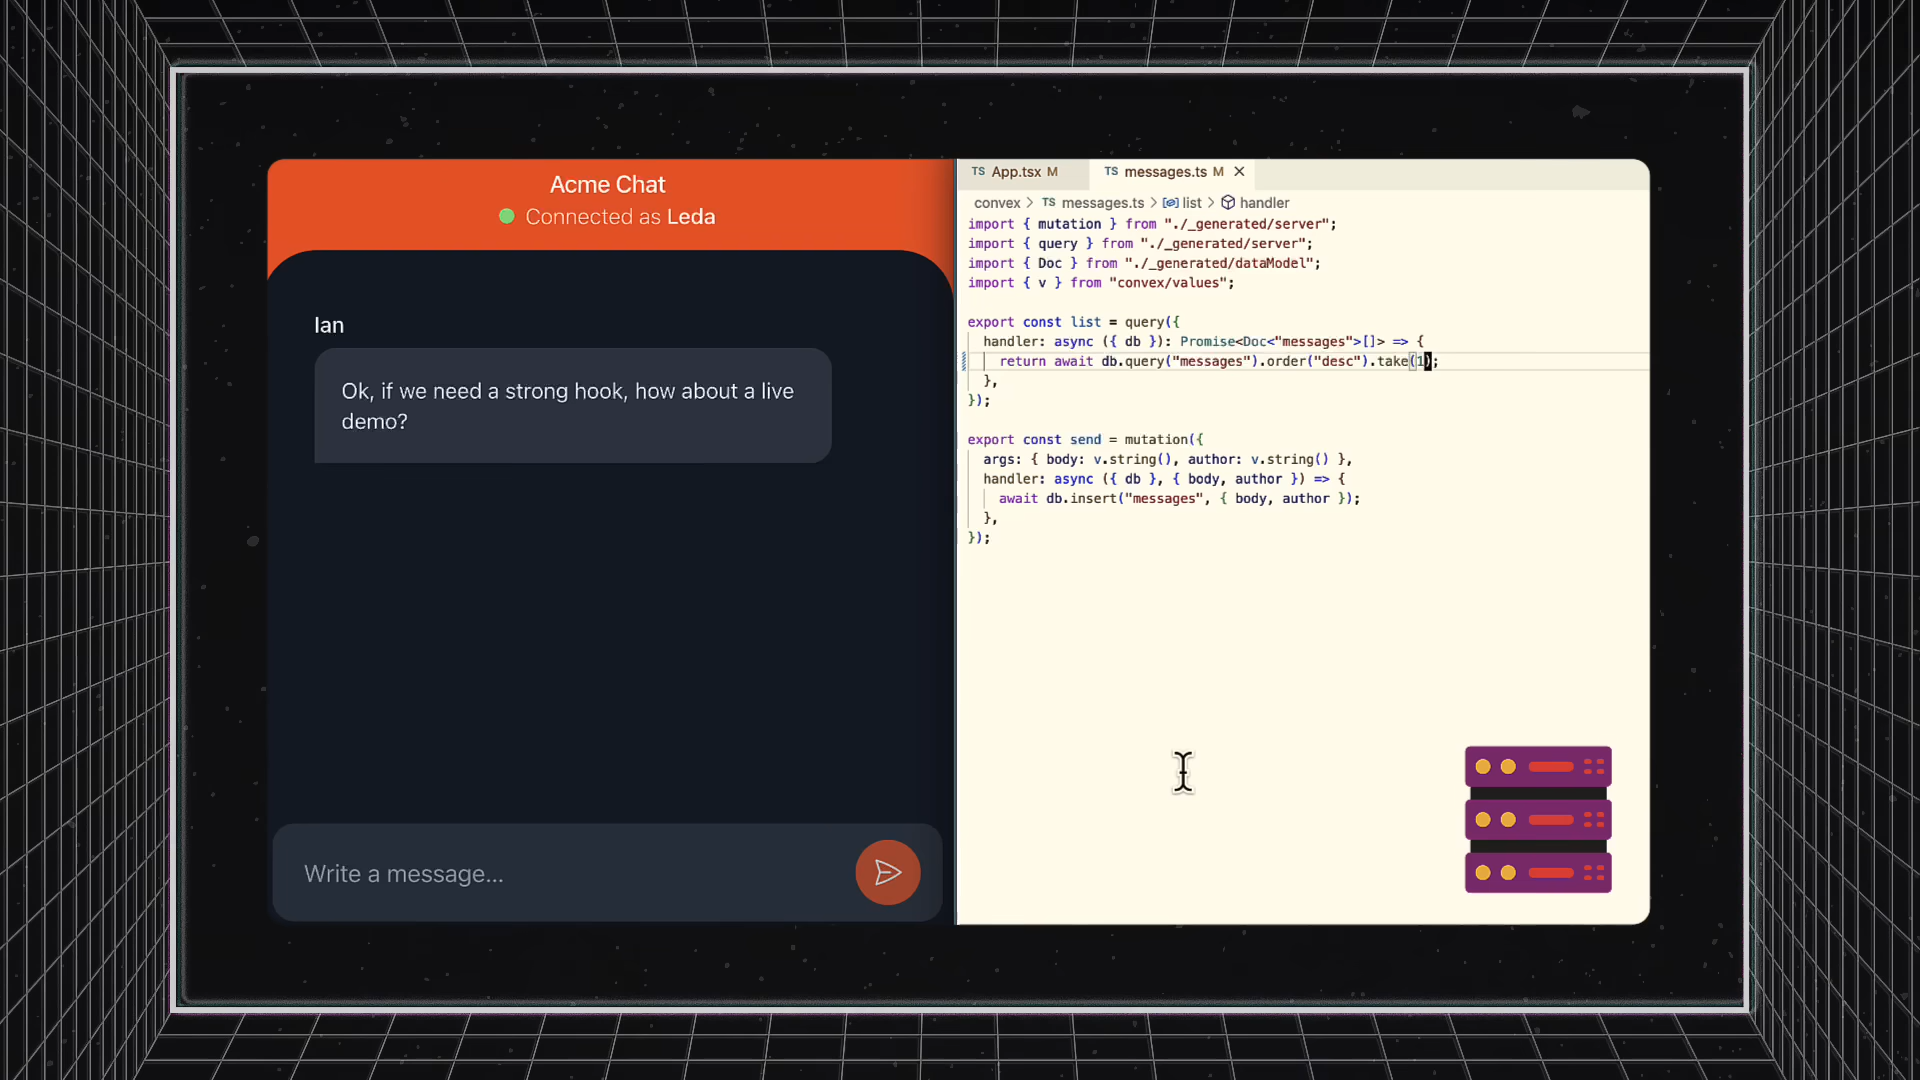 Acme Chat
Connected as Leda
Ian
Ok, if we need a strong hook, how about a live
demo?
Write a message...
TS App.tsx M TS messages.ts M ×
convex > TS messages.ts > list > handler
import { mutation } from "./_generated/server";
import { query } from "./_generated/server";
import { Doc } from "./_generated/dataModel";
import { v } from "convex/values";
export const list = query({
handler: async ({ db }): Promise<Doc<"messages">[]> => {
return await db.query("messages").order("desc").take(1);
},
});
export const send = mutation({
args: { body: v.string(), author: v.string() },
handler: async ({ db }, { body, author }) => {
await db.insert("messages", { body, author });
},
});